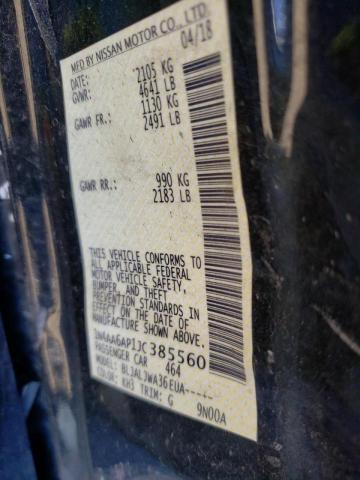 MFD BY NISSAN MOTOR CO., LTD.
DATE: 04/18
GVWR: 2105 KG
4641 LB
GAWR FR.: 1130 KG
2491 LB
GAWR RR.: 990 KG
2183 LB
THIS VEHICLE CONFORMS TO
ALL APPLICABLE FEDERAL
MOTOR VEHICLE SAFETY,
BUMPER, AND THEFT
PREVENTION STANDARDS IN
EFFECT ON THE DATE OF
MANUFACTURE SHOWN ABOVE.
1N4AA6AP1JC385560
PASSENGER CAR 464
MODEL: BLJALJWA36EUA-----
COLOR: KH3 TRIM: G 9N00A